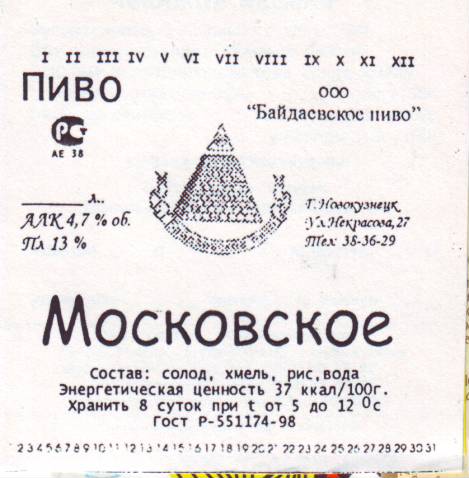 I II III IV V VI VII VIII IX X XI XII
Пиво
ООО
"Байдаевское пиво"
РС
АЕ 38
л..
АЛК 4,7 % об.
Пл 13 %
Г.Новокузнецк
Ул.Некрасова,27
Тел: 38-36-29
Московское
Состав: солод, хмель, рис,вода
Энергетическая ценность 37 ккал/100г.
Хранить 8 суток при t от 5 до 12 0с
Гост Р-551174-98
1 2 3 4 5 6 7 8 9 10 11 12 13 14 15 16 17 18 19 20 21 22 23 24 25 26 27 28 29 30 31